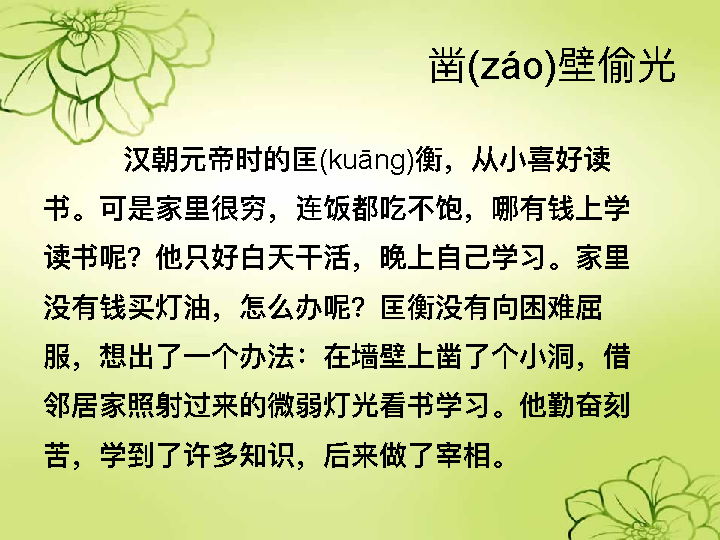 凿(záo)壁偷光
汉朝元帝时的匡(kuāng)衡，从小喜好读
书。可是家里很穷，连饭都吃不饱，哪有钱上学
读书呢？他只好白天干活，晚上自己学习。家里
没有钱买灯油，怎么办呢？匡衡没有向困难屈
服，想出了一个办法：在墙壁上凿了个小洞，借
邻居家照射过来的微弱灯光看书学习。他勤奋刻
苦，学到了许多知识，后来做了宰相。